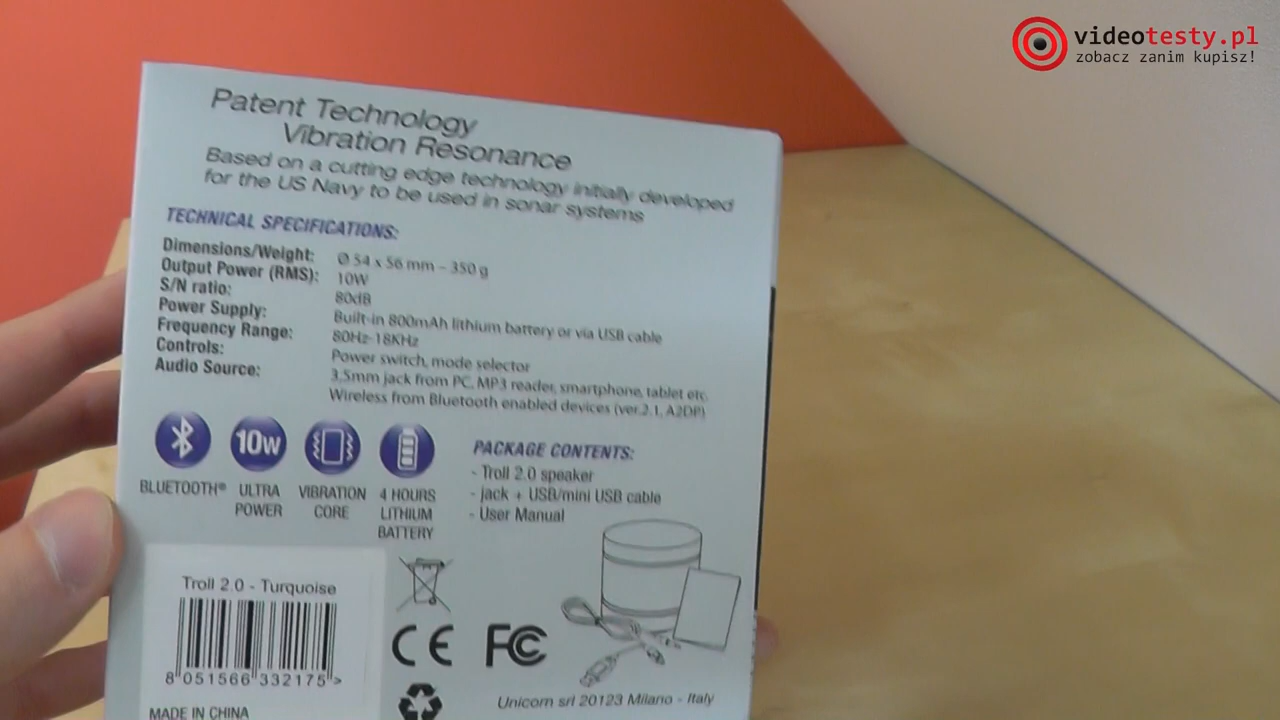 videotesty.pl
zobacz zanim kupisz!
Patent Technology
Vibration Resonance
Based on a cutting edge technology initially developed
for the US Navy to be used in sonar systems
TECHNICAL SPECIFICATIONS:
Dimensions/Weight: Ø 54 x 56 mm – 350 g
Output Power (RMS): 10W
S/N ratio: 80dB
Power Supply: Built-in 800mAh lithium battery or via USB cable
Frequency Range: 80Hz-18KHz
Controls: Power switch, mode selector
Audio Source: 3,5mm jack from PC, MP3 reader, smartphone, tablet etc.
Wireless from Bluetooth enabled devices (ver.2.1, A2DP)
10W
BLUETOOTH®
ULTRA
POWER
VIBRATION
CORE
4 HOURS
LITHIUM
BATTERY
PACKAGE CONTENTS:
- Troll 2.0 speaker
- jack + USB/mini USB cable
- User Manual
Troll 2.0 - Turquoise
8 051566 332175 >
CE FC
Unicorn srl 20123 Milano - Italy
MADE IN CHINA